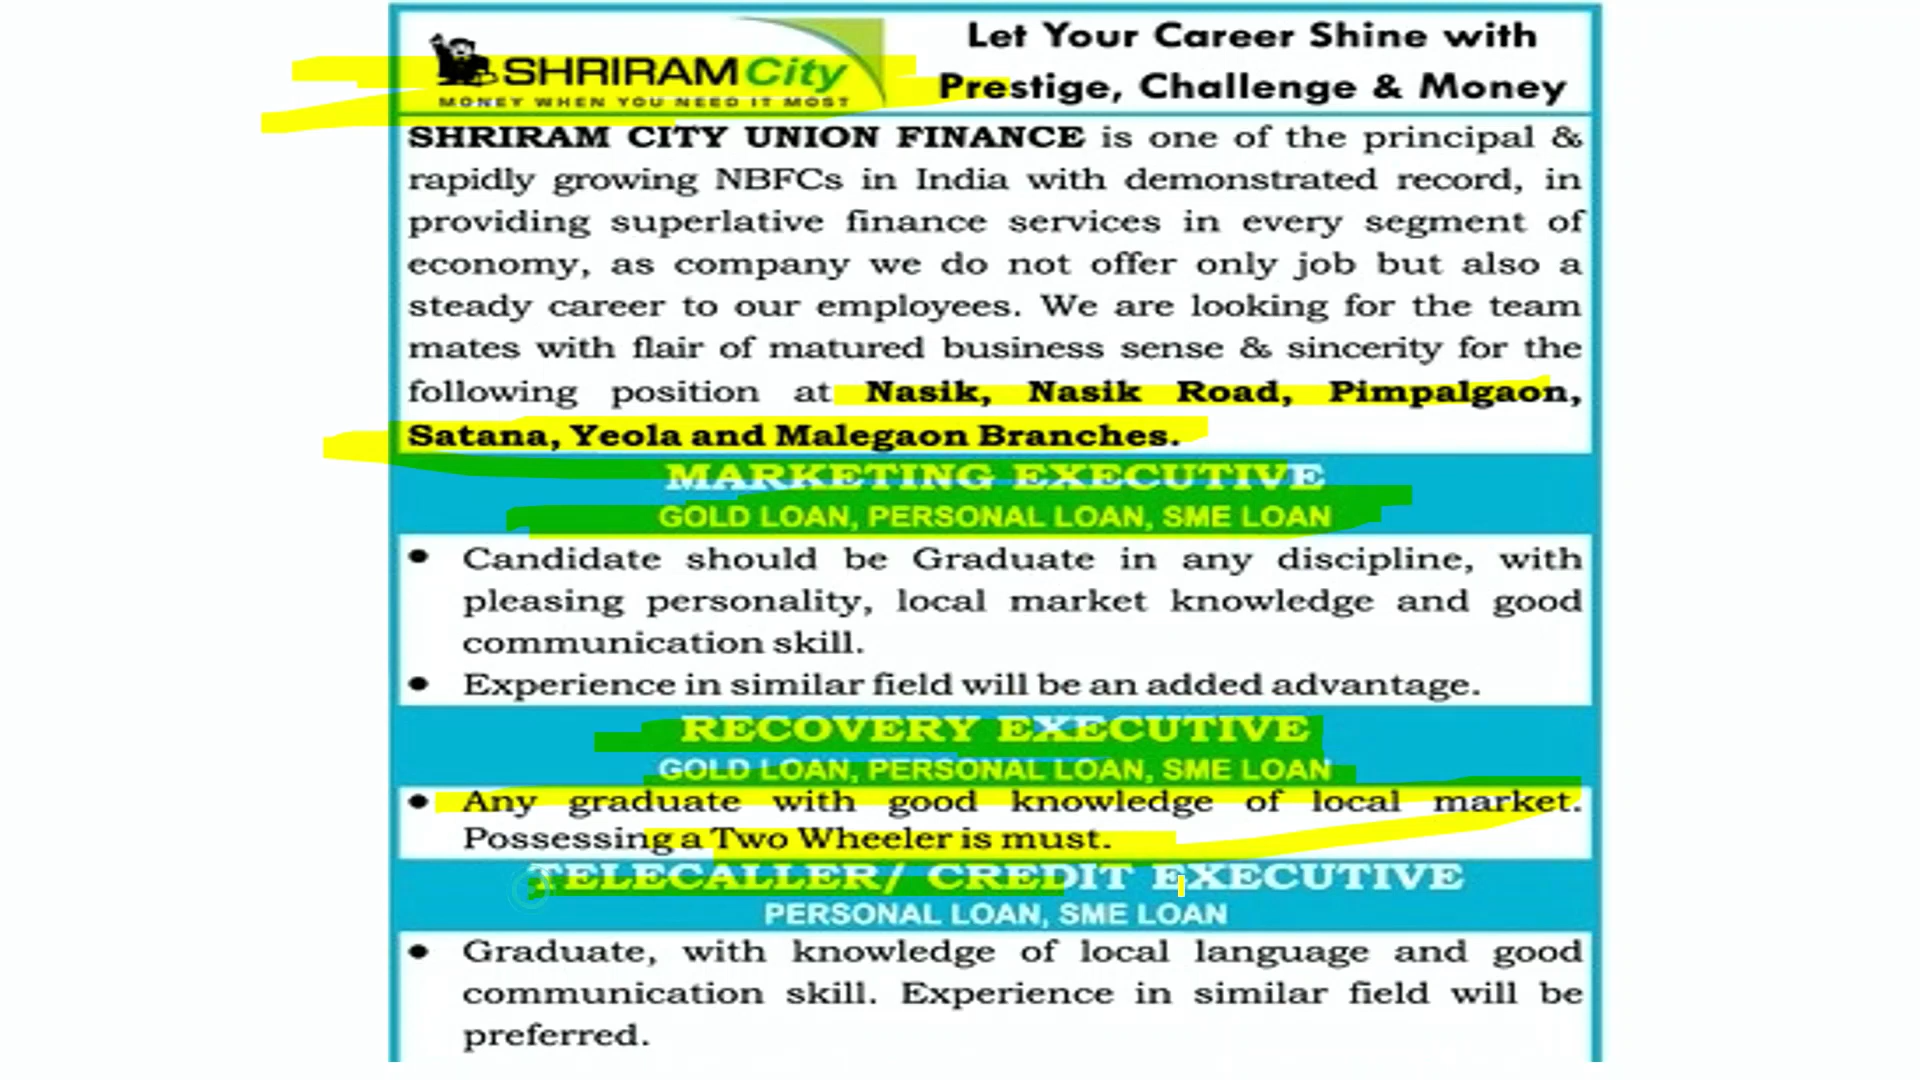 SHRIRAM City
MONEY WHEN YOU NEED IT MOST
Let Your Career Shine with
Prestige, Challenge & Money
SHRIRAM CITY UNION FINANCE is one of the principal &
rapidly growing NBFCs in India with demonstrated record, in
providing superlative finance services in every segment of
economy, as company we do not offer only job but also a
steady career to our employees. We are looking for the team
mates with flair of matured business sense & sincerity for the
following position at Nasik, Nasik Road, Pimpalgaon,
Satana, Yeola and Malegaon Branches.
MARKETING EXECUTIVE
GOLD LOAN, PERSONAL LOAN, SME LOAN
• Candidate should be Graduate in any discipline, with
pleasing personality, local market knowledge and good
communication skill.
• Experience in similar field will be an added advantage.
RECOVERY EXECUTIVE
GOLD LOAN, PERSONAL LOAN, SME LOAN
• Any graduate with good knowledge of local market.
Possessing a Two Wheeler is must.
TELECALLER/ CREDIT EXECUTIVE
PERSONAL LOAN, SME LOAN
• Graduate, with knowledge of local language and good
communication skill. Experience in similar field will be
preferred.